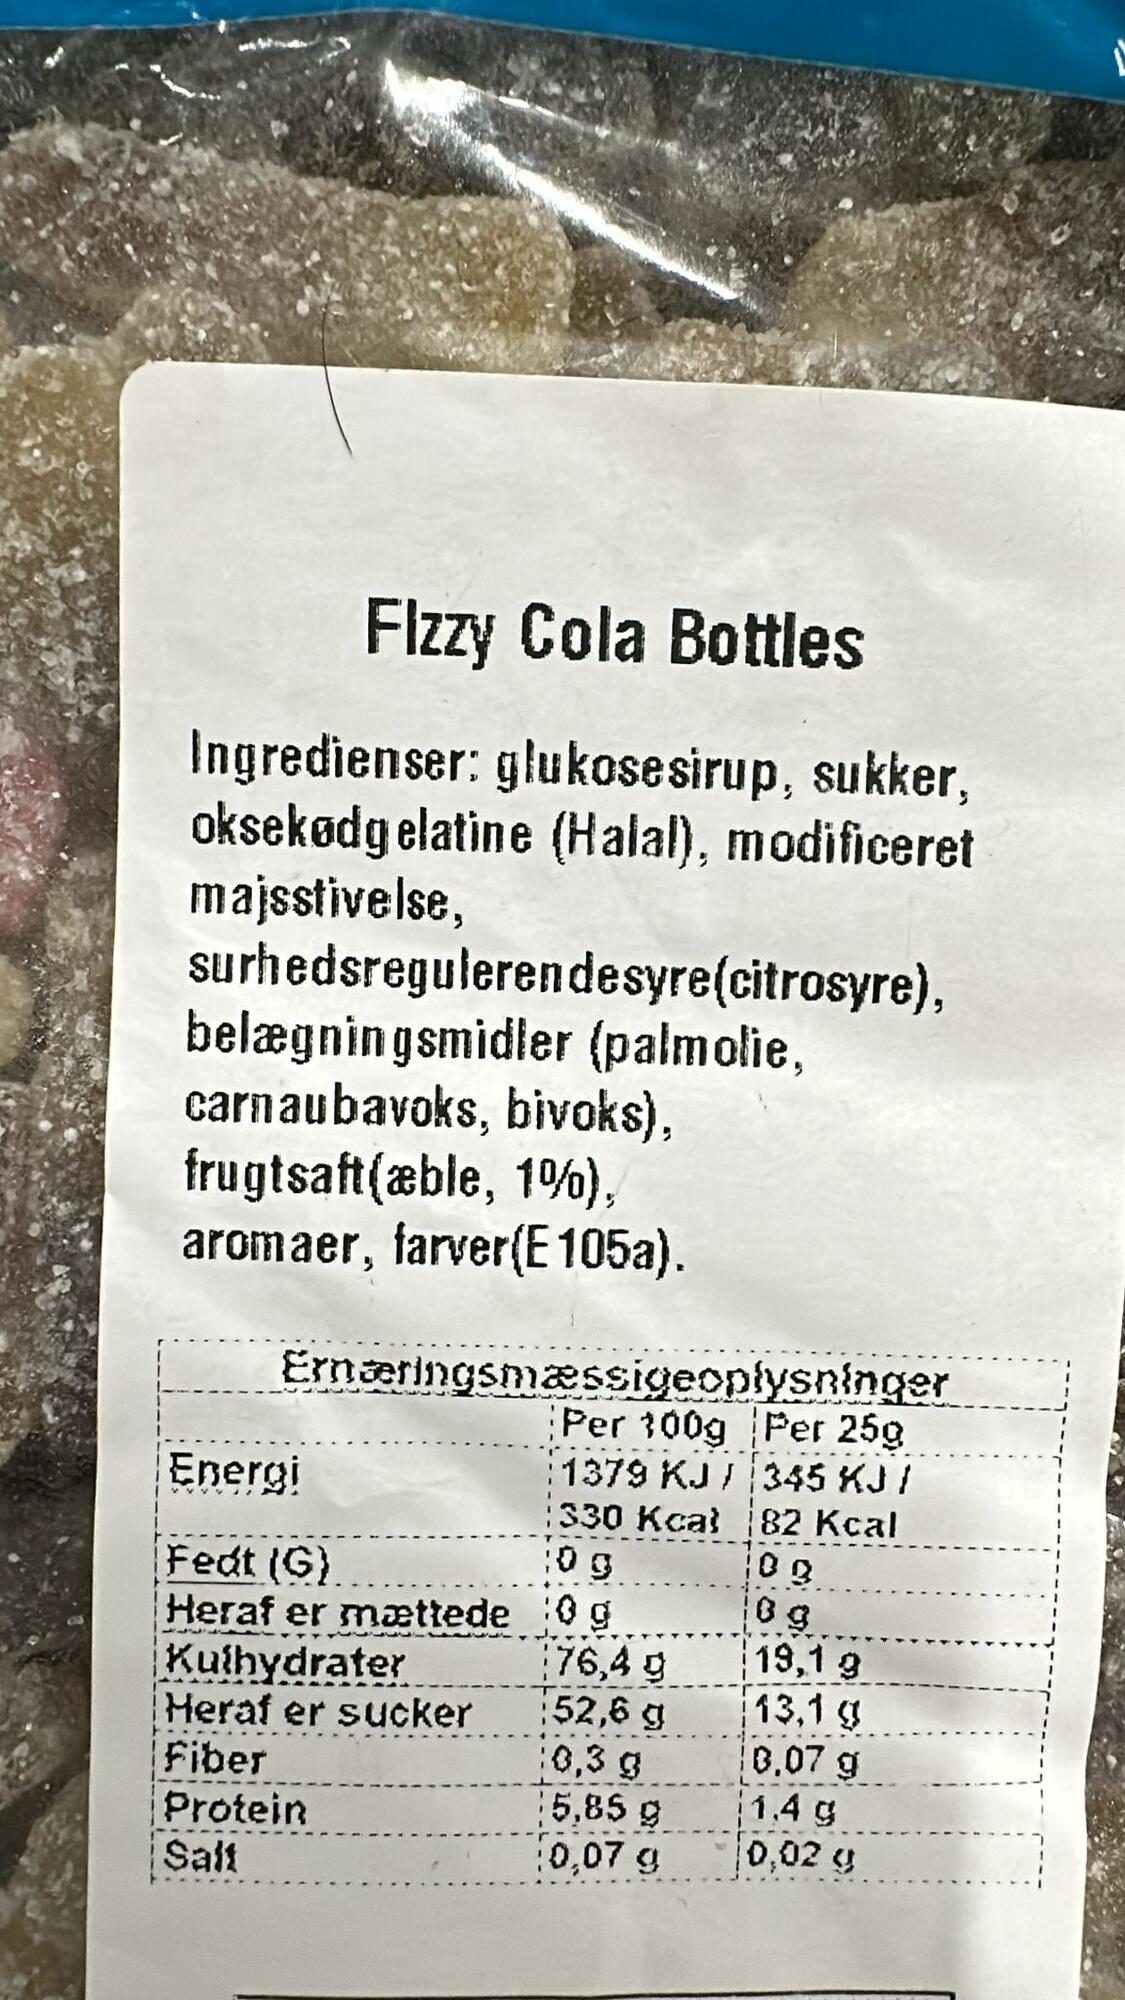 Fizzy Cola Bottles
Ingredienser: glukosesirup, sukker,
oksekødgelatine (Halal), modificeret
majsstivelse,
surhedsregulerendesyre(citrosyre),
belægningsmidler (palmolie,
carnaubavoks, bivoks),
frugtsaft(æble, 1%),
aromaer, farver(E105a).
Ernæringsmæssigeoplysninger
Per 100g Per 25g
Energi 1379 KJ / 345 KJ /
330 Kcal 82 Kcal
Fedt (G) 0 g 0 g
Heraf er mættede 0 g 0 g
Kulhydrater 76,4 g 19,1 g
Heraf er sucker 52,6 g 13,1 g
Fiber 0,3 g 0.07 g
Protein 5,85 g 1.4 g
Salt 0,07 g 0,02 g